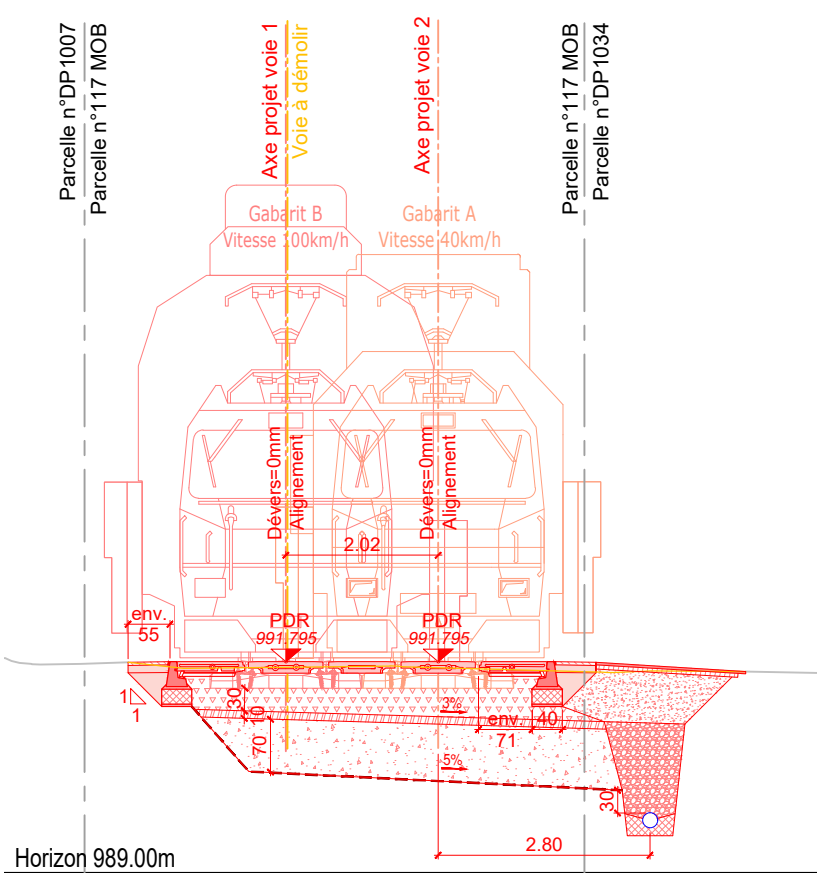 Parcelle n°DP1007
Parcelle n°117 MOB
Axe projet voie 1
Voie à démolir
Axe projet voie 2
Parcelle n°117 MOB
Parcelle n°DP1034
Gabarit B
Vitesse 100km/h
Gabarit A
Vitesse 40km/h
Dévers=0mm
Alignement
Dévers=0mm
Alignement
2.02
env.
55
PDR
991.795
PDR
991.795
1
1
30
10
70
3%
5%
env.
71
40
30
2.80
Horizon 989.00m